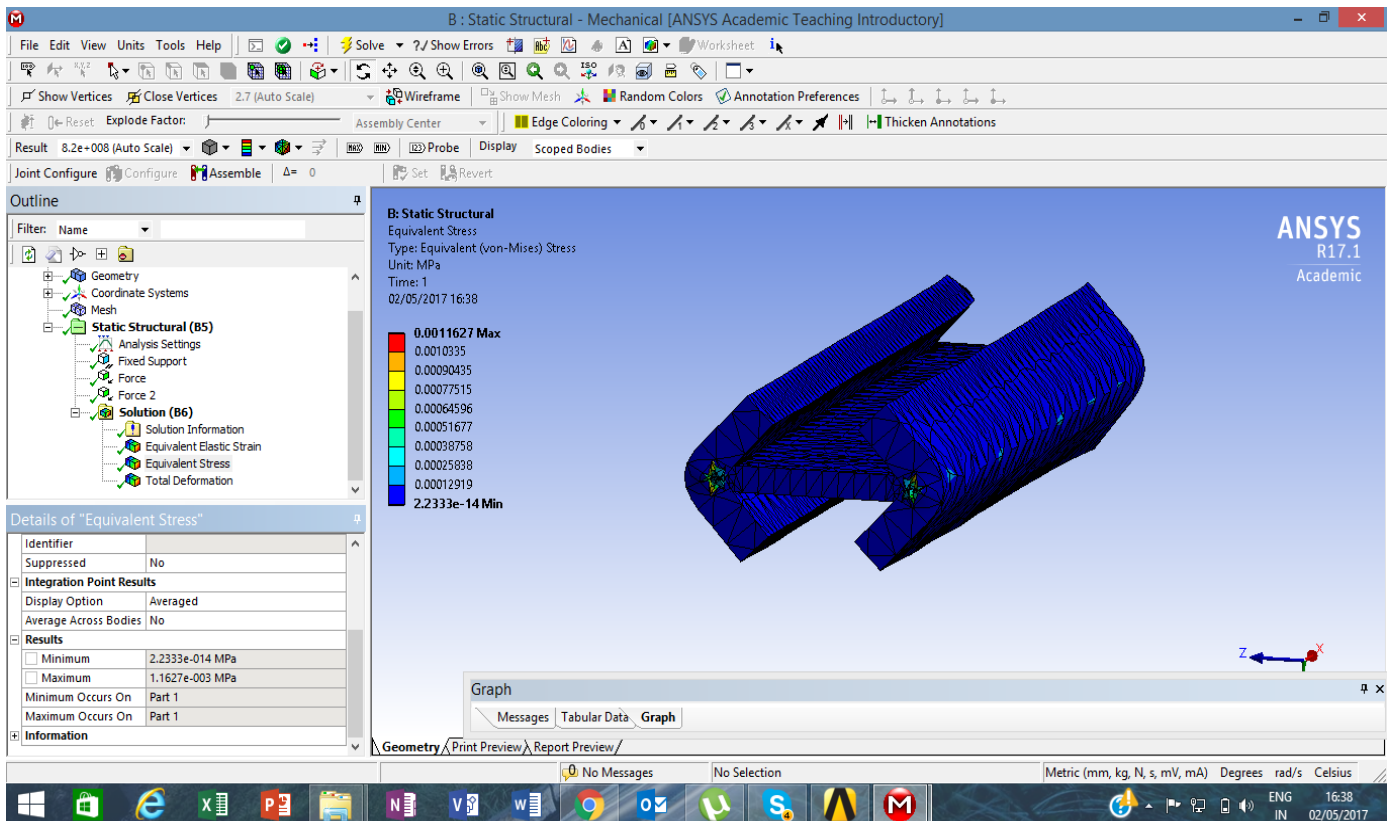 B : Static Structural - Mechanical [ANSYS Academic Teaching Introductory]
File Edit View Units Tools Help Solve ?/ Show Errors Worksheet
Show Vertices Close Vertices 2.7 (Auto Scale) Wireframe Show Mesh Random Colors Annotation Preferences
Reset Explode Factor: Assembly Center Edge Coloring Thicken Annotations
Result 8.2e+008 (Auto Scale) Probe Display Scoped Bodies
Joint Configure Configure Assemble Δ= 0 Set Revert
Outline
Filter: Name
Geometry
Coordinate Systems
Mesh
Static Structural (B5)
Analysis Settings
Fixed Support
Force
Force 2
Solution (B6)
Solution Information
Equivalent Elastic Strain
Equivalent Stress
Total Deformation
Details of "Equivalent Stress"
Identifier
Suppressed No
Integration Point Results
Display Option Averaged
Average Across Bodies No
Results
Minimum 2.2333e-014 MPa
Maximum 1.1627e-003 MPa
Minimum Occurs On Part 1
Maximum Occurs On Part 1
Information
B: Static Structural
Equivalent Stress
Type: Equivalent (von-Mises) Stress
Unit: MPa
Time: 1
02/05/2017 16:38
0.0011627 Max
0.0010335
0.00090435
0.00077515
0.00064596
0.00051677
0.00038758
0.00025838
0.00012919
2.2333e-14 Min
ANSYS
R17.1
Academic
Z X
Graph
Messages Tabular Data Graph
Geometry Print Preview Report Preview
0 No Messages No Selection Metric (mm, kg, N, s, mV, mA) Degrees rad/s Celsius
ENG 16:38
IN 02/05/2017